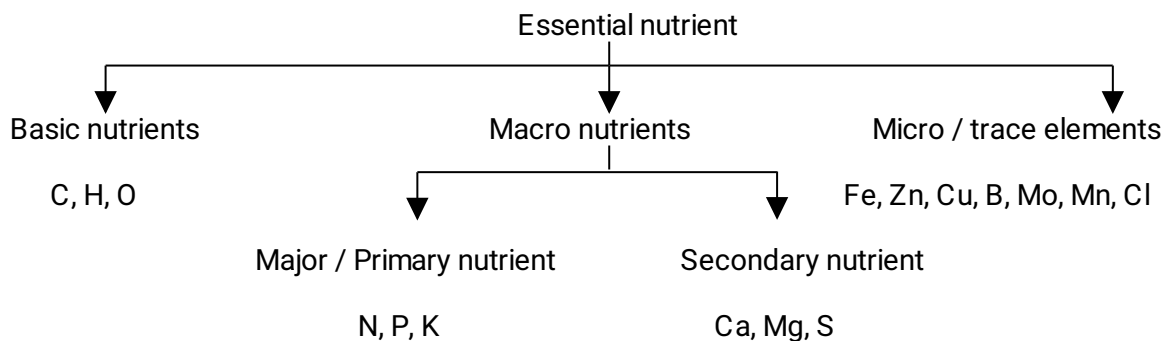 Essential nutrient
Basic nutrients
Macro nutrients
Micro / trace elements
C, H, O
Fe, Zn, Cu, B, Mo, Mn, Cl
Major / Primary nutrient
Secondary nutrient
N, P, K
Ca, Mg, S